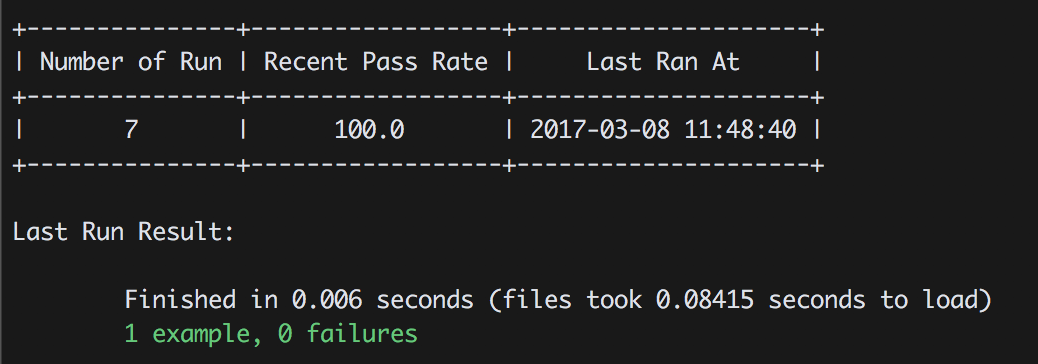 +---------------+------------------+---------------------+
| Number of Run | Recent Pass Rate |     Last Ran At     |
+---------------+------------------+---------------------+
|       7       |      100.0       | 2017-03-08 11:48:40 |
+---------------+------------------+---------------------+
Last Run Result:
Finished in 0.006 seconds (files took 0.08415 seconds to load)
1 example, 0 failures